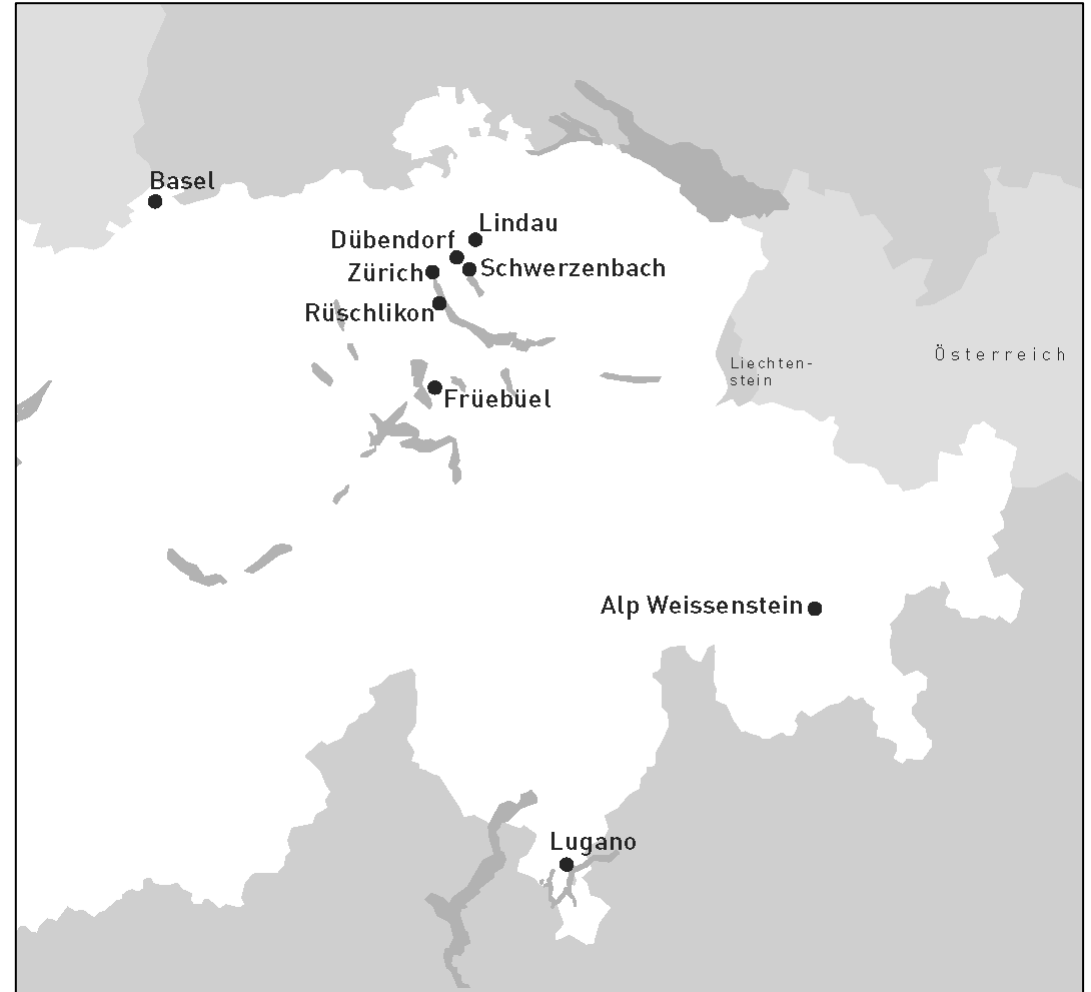 Basel
Lindau
Dübendorf
Zürich
Schwerzenbach
Rüschlikon
Österreich
Liechten-
stein
Früebüel
Alp Weissenstein
Lugano